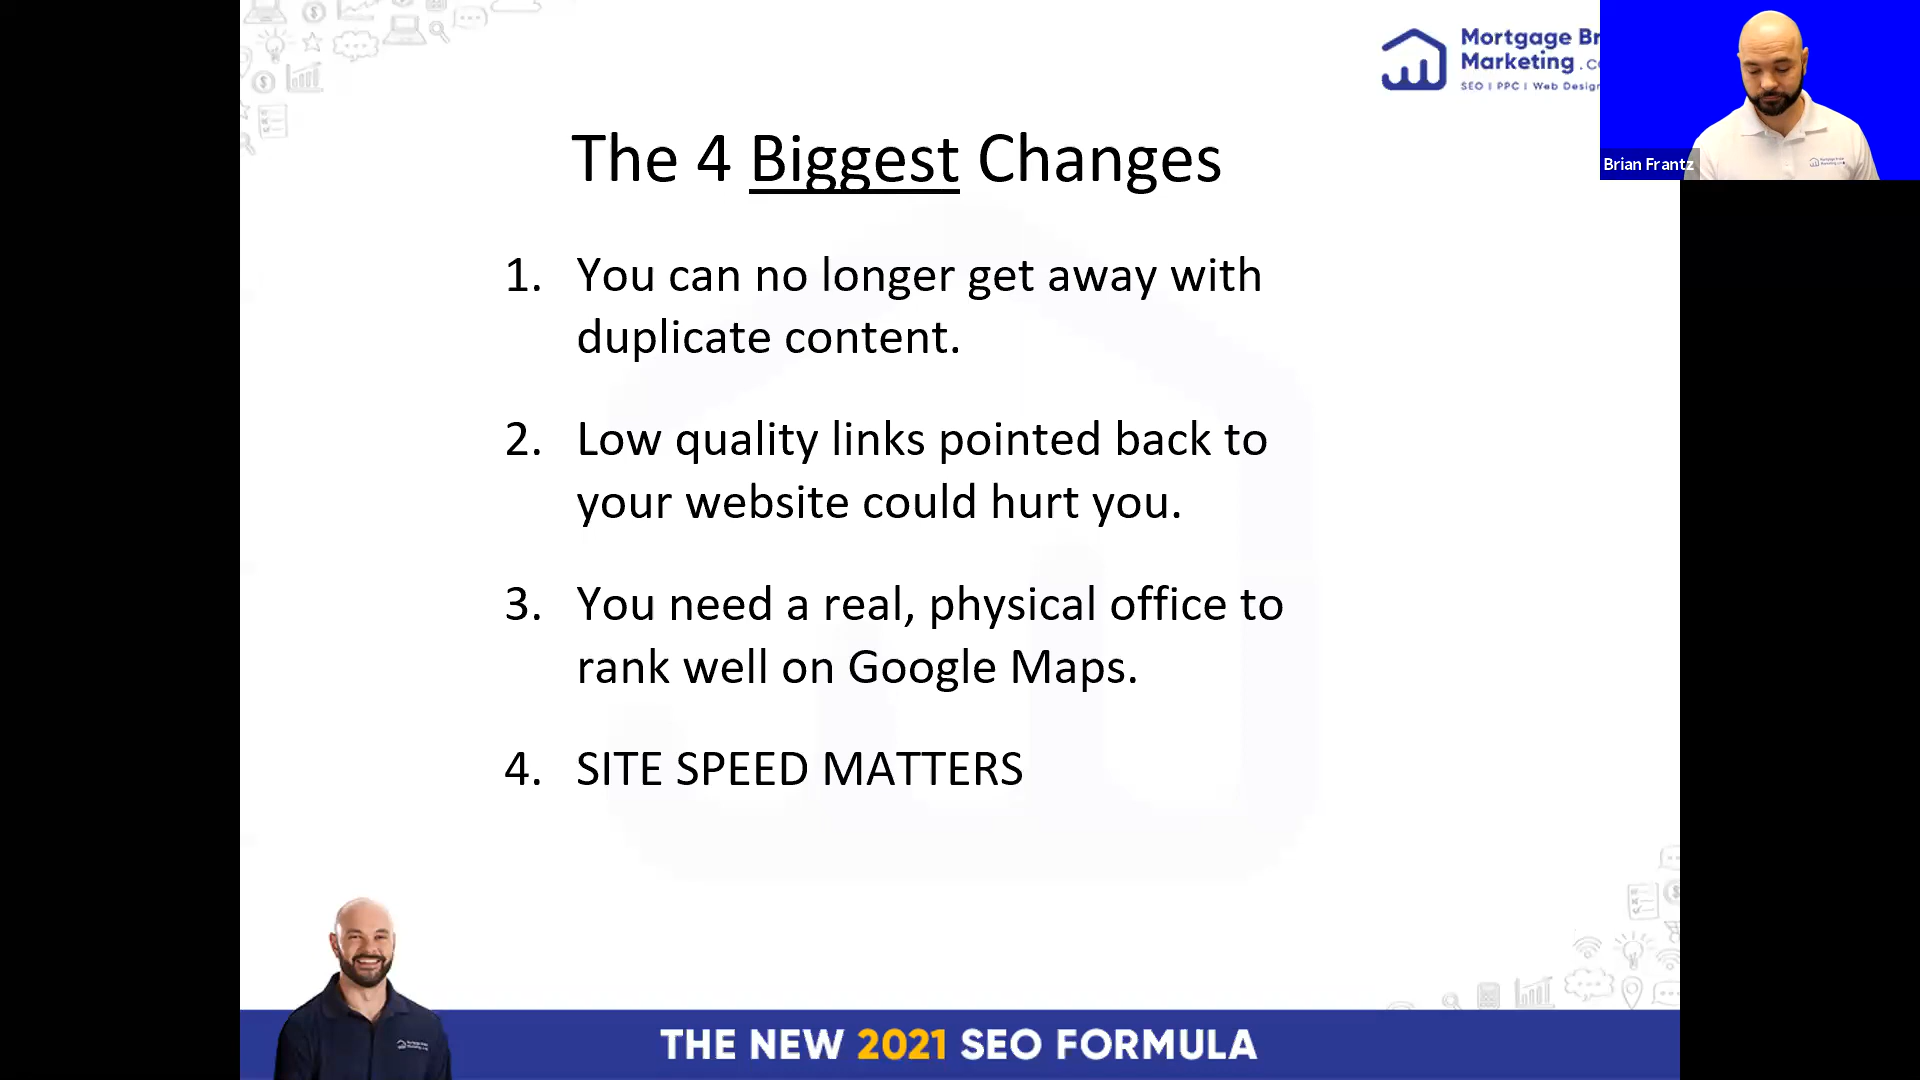 Mortgage
Marketing
SEO | PPC | Web Design
Brian Frantz
The 4 Biggest Changes
1. You can no longer get away with
duplicate content.
2. Low quality links pointed back to
your website could hurt you.
3. You need a real, physical office to
rank well on Google Maps.
4. SITE SPEED MATTERS
THE NEW 2021 SEO FORMULA